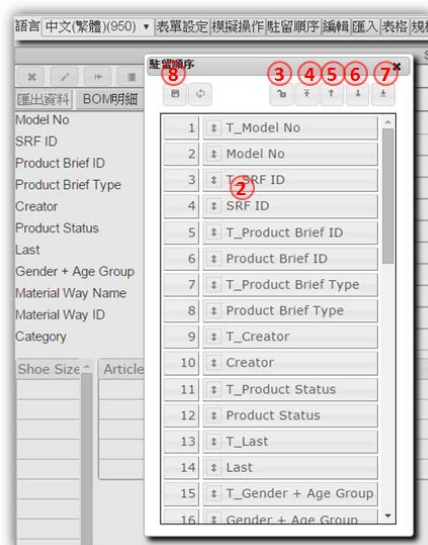 語言 中文(繁體)(950) 表單設定 模擬操作 駐留順序 編輯 匯入 表格
駐留順序
8 3 4 5 6 7
匯出資料 BOM明細
Model No
SRF ID
Product Brief ID
Product Brief Type
Creator
Product Status
Last
Gender + Age Group
Material Way Name
Material Way ID
Category
Shoe Size Article
1 T_Model No
2 Model No
3 T_SRF ID
2
4 SRF ID
5 T_Product Brief ID
6 Product Brief ID
7 T_Product Brief Type
8 Product Brief Type
9 T_Creator
10 Creator
11 T_Product Status
12 Product Status
13 T_Last
14 Last
15 T_Gender + Age Group
16 Gender + Age Group